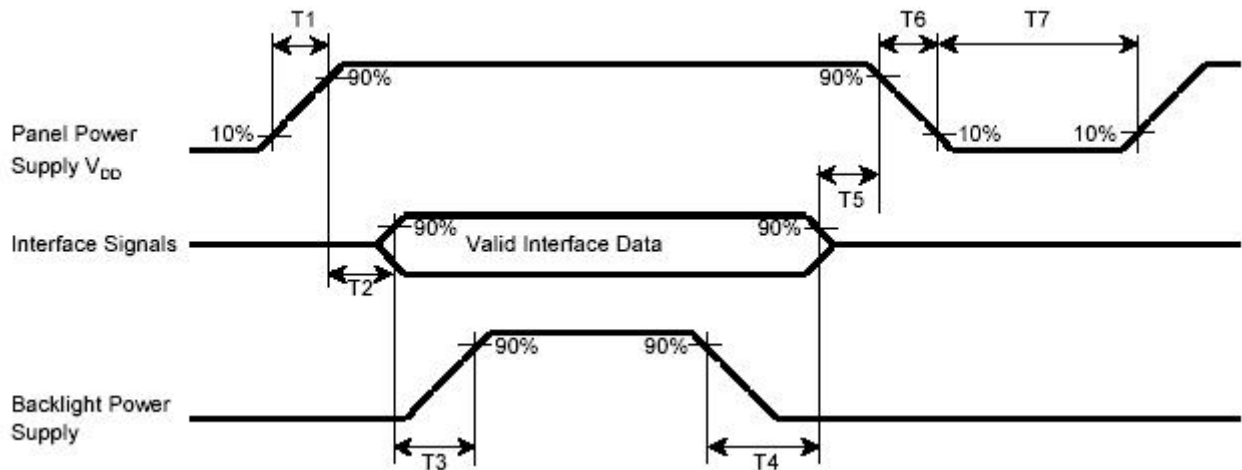 T1
T6
T7
90%
90%
Panel Power
Supply V_DD
10%
10%
10%
T5
Interface Signals
90%
Valid Interface Data
90%
T2
90%
90%
Backlight Power
Supply
T3
T4